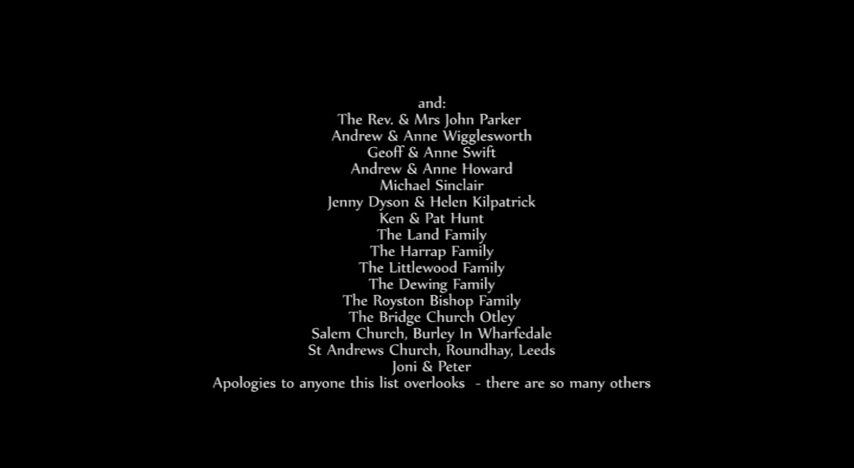 and:
The Rev. & Mrs John Parker
Andrew & Anne Wigglesworth
Geoff & Anne Swift
Andrew & Anne Howard
Michael Sinclair
Jenny Dyson & Helen Kilpatrick
Ken & Pat Hunt
The Land Family
The Harrap Family
The Littlewood Family
The Dewing Family
The Royston Bishop Family
The Bridge Church Otley
Salem Church, Burley In Wharfedale
St Andrews Church, Roundhay, Leeds
Joni & Peter
Apologies to anyone this list overlooks - there are so many others